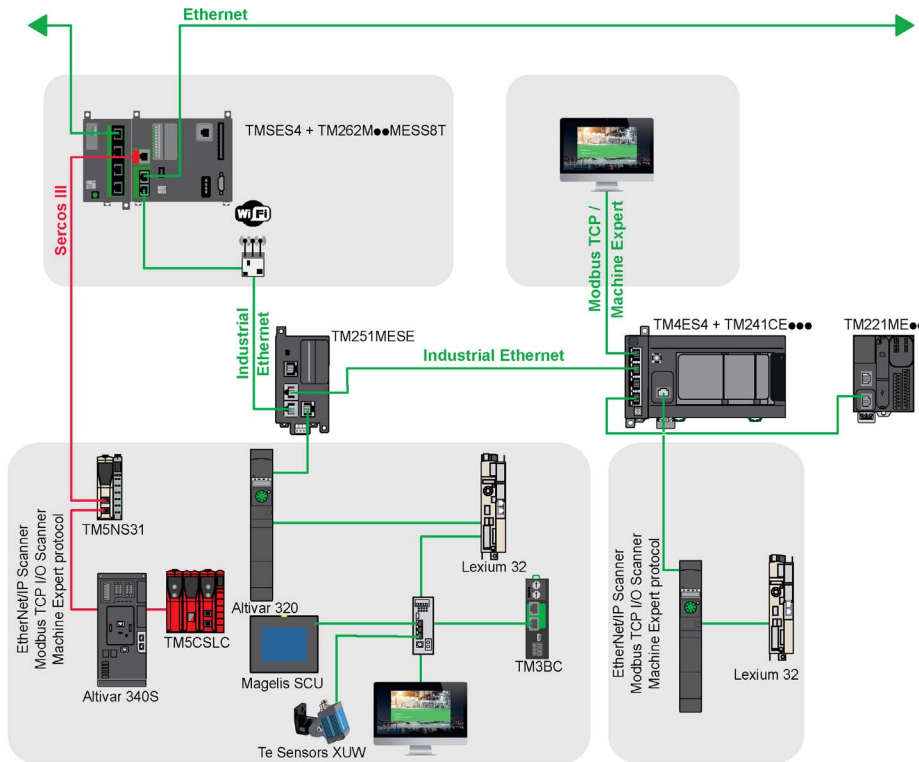 Ethernet
TMSES4 + TM262M●●MESS8T
WiFi
Sercos III
Modbus TCP /
Machine Expert
Industrial
Ethernet
TM251MESE
Industrial Ethernet
TM4ES4 + TM241CE●●●
TM221ME●●
TM5NS31
EtherNet/IP Scanner
Modbus TCP I/O Scanner
Machine Expert protocol
Altivar 340S
TM5CSLC
Altivar 320
Lexium 32
Magelis SCU
TM3BC
Te Sensors XUW
EtherNet/IP Scanner
Modbus TCP I/O Scanner
Machine Expert protocol
Lexium 32